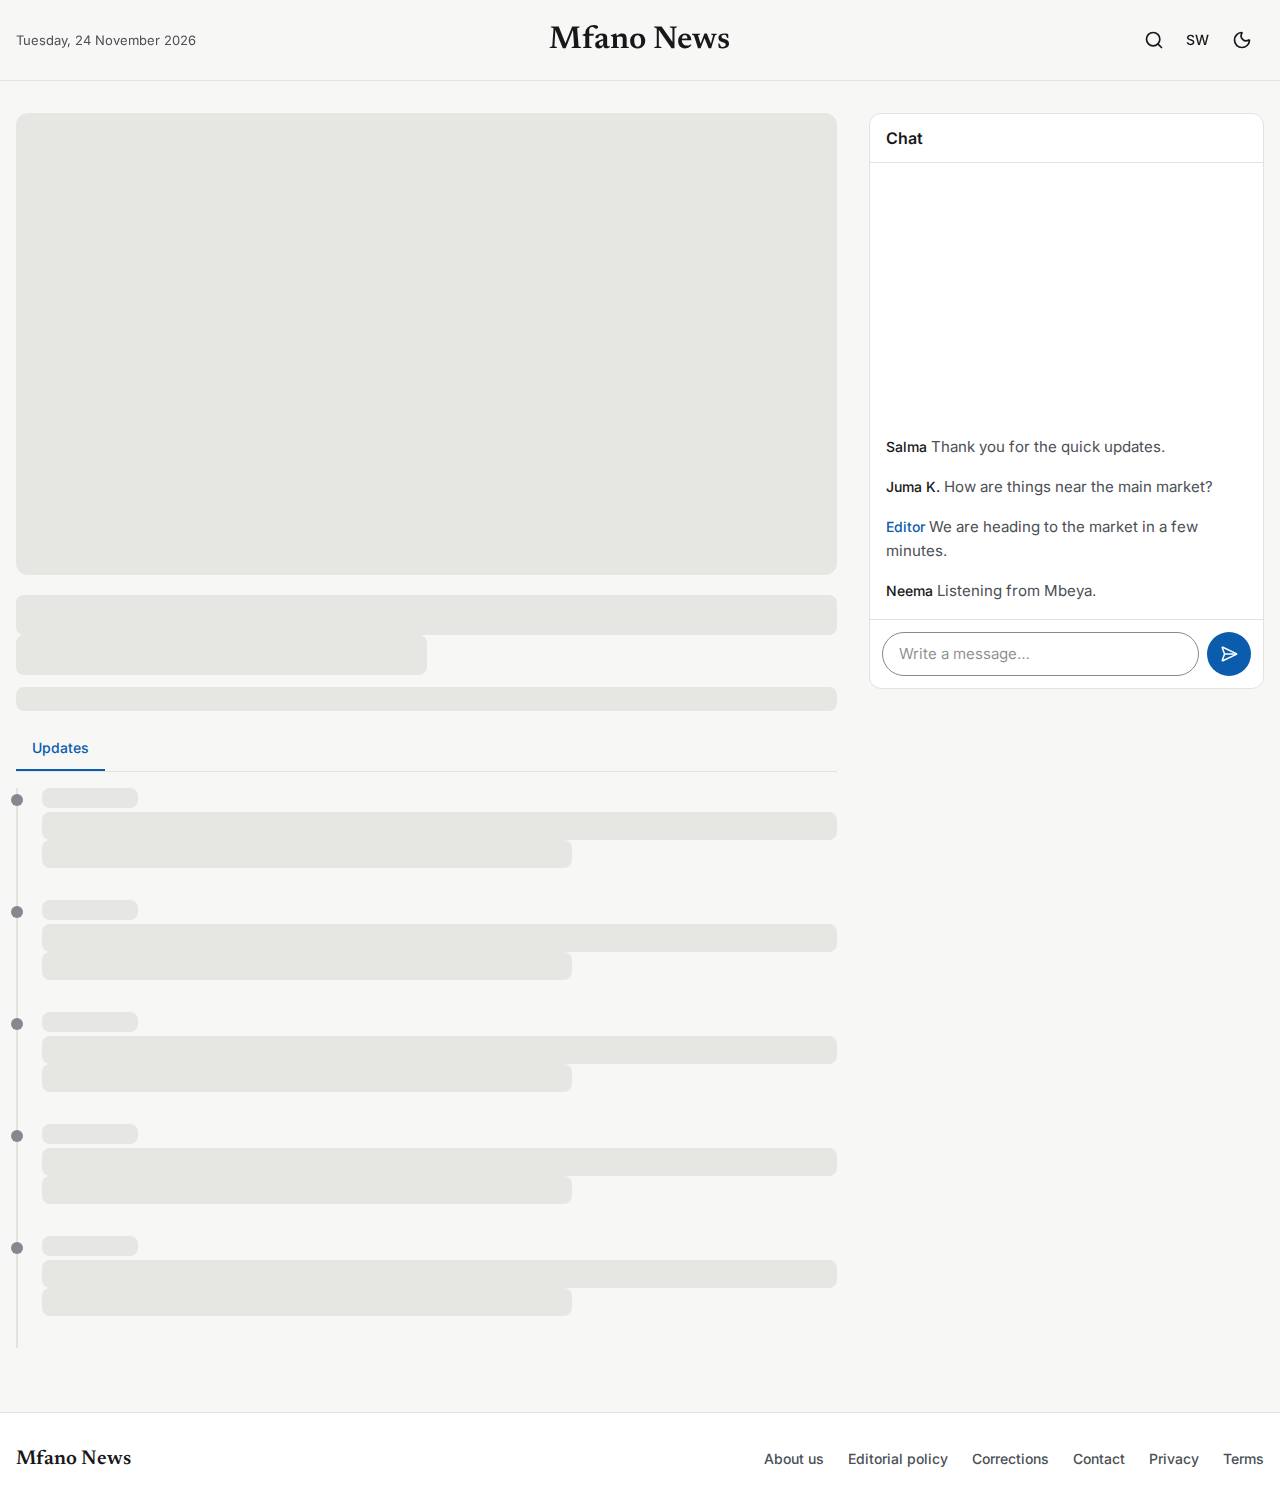 Tuesday, 24 November 2026
Mfano News
SW
Chat
Salma Thank you for the quick updates.
Juma K. How are things near the main market?
Editor We are heading to the market in a few
minutes.
Neema Listening from Mbeya.
Write a message...
Updates
Mfano News
About us
Editorial policy
Corrections
Contact
Privacy
Terms